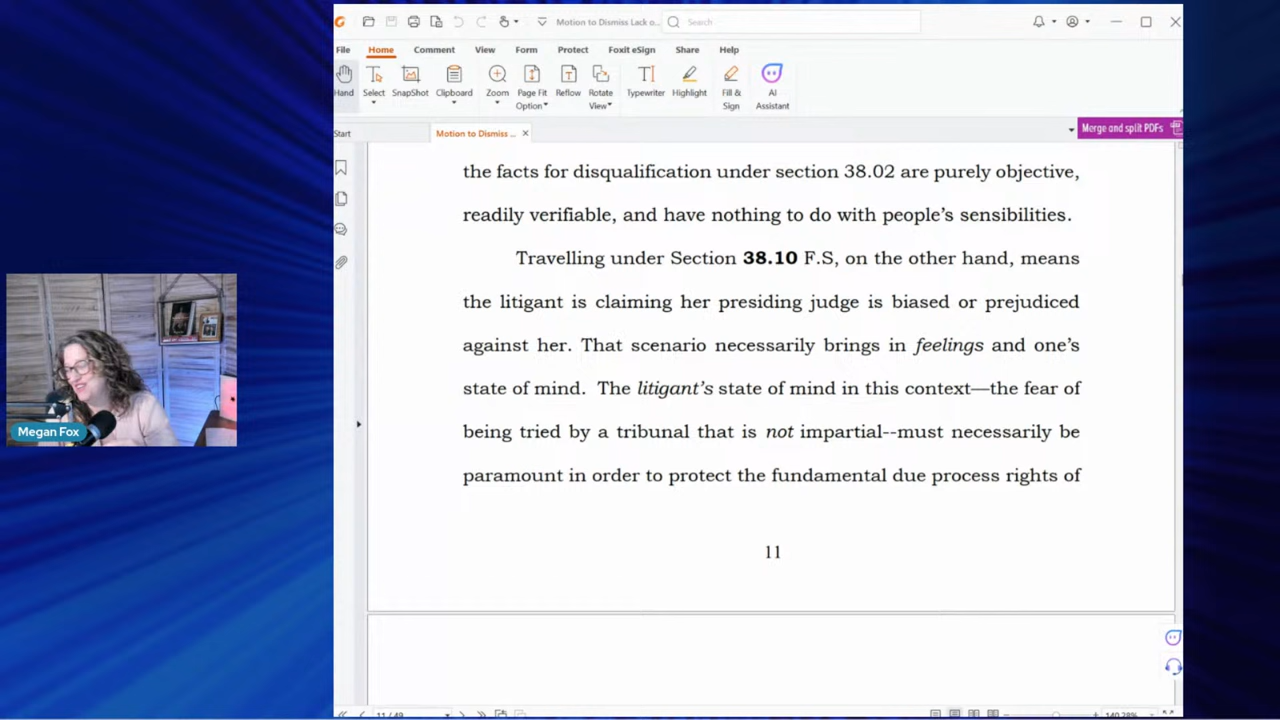 Motion to Dismiss Lack o...
Search
File
Home
Comment
View
Form
Protect
Foxit eSign
Share
Help
Hand
Select
SnapShot
Clipboard
Zoom
Page Fit
Option
Reflow
Rotate
View
Typewriter
Highlight
Fill &
Sign
AI
Assistant
Start
Motion to Dismiss ...
Merge and split PDFs
the facts for disqualification under section 38.02 are purely objective,
readily verifiable, and have nothing to do with people’s sensibilities.
Travelling under Section 38.10 F.S, on the other hand, means
the litigant is claiming her presiding judge is biased or prejudiced
against her. That scenario necessarily brings in feelings and one’s
state of mind. The litigant’s state of mind in this context—the fear of
being tried by a tribunal that is not impartial--must necessarily be
paramount in order to protect the fundamental due process rights of
11
Megan Fox
11/49
140.28%